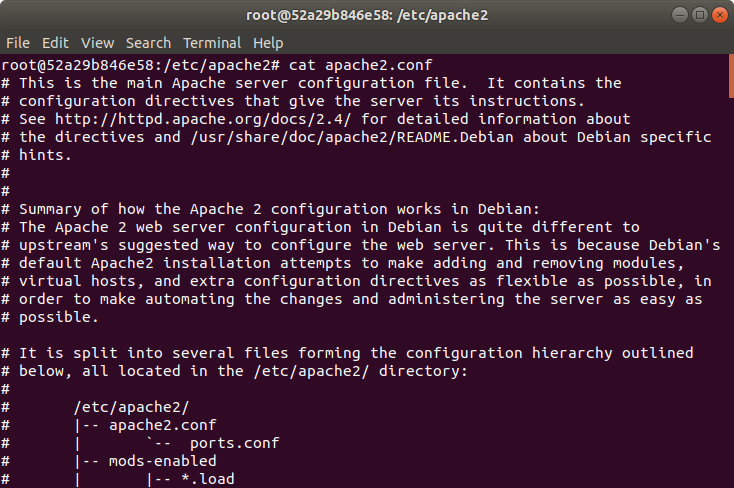 root@52a29b846e58: /etc/apache2
File Edit View Search Terminal Help
root@52a29b846e58:/etc/apache2# cat apache2.conf
# This is the main Apache server configuration file.  It contains the
# configuration directives that give the server its instructions.
# See http://httpd.apache.org/docs/2.4/ for detailed information about
# the directives and /usr/share/doc/apache2/README.Debian about Debian specific
# hints.
#
#
# Summary of how the Apache 2 configuration works in Debian:
# The Apache 2 web server configuration in Debian is quite different to
# upstream's suggested way to configure the web server. This is because Debian's
# default Apache2 installation attempts to make adding and removing modules,
# virtual hosts, and extra configuration directives as flexible as possible, in
# order to make automating the changes and administering the server as easy as
# possible.

# It is split into several files forming the configuration hierarchy outlined
# below, all located in the /etc/apache2/ directory:
#
#       /etc/apache2/
#       |-- apache2.conf
#       |       `--  ports.conf
#       |-- mods-enabled
#       |       |-- *.load